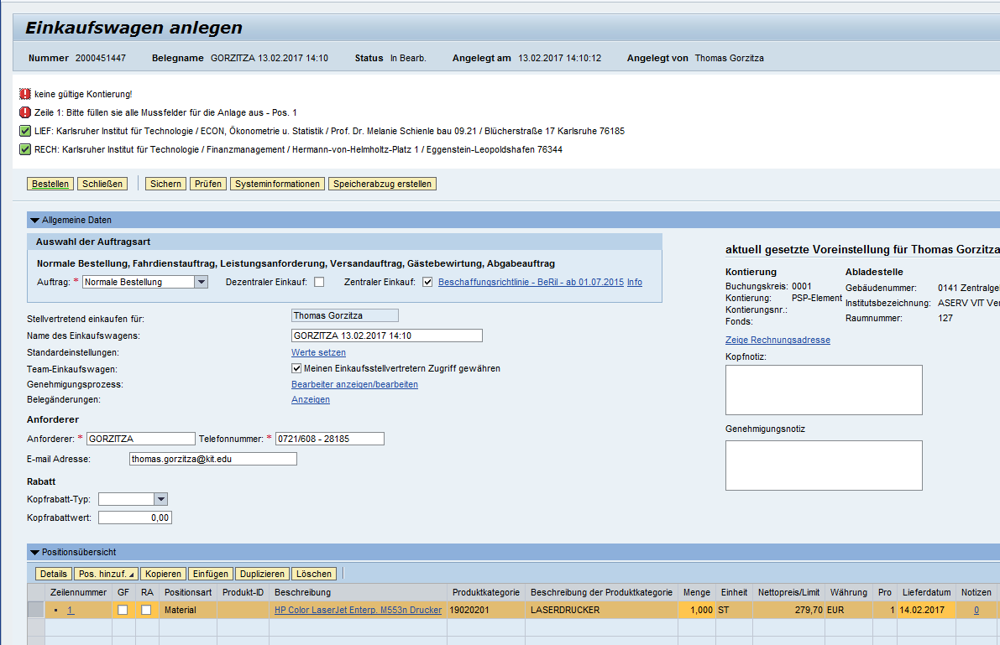 Einkaufswagen anlegen
Nummer 2000451447 Belegname GORZITZA 13.02.2017 14:10 Status In Bearb. Angelegt am 13.02.2017 14:10:12 Angelegt von Thomas Gorzitza
keine gültige Kontierung!
Zeile 1: Bitte füllen sie alle Mussfelder für die Anlage aus - Pos. 1
LIEF: Karlsruher Institut für Technologie / ECON, Ökonometrie u. Statistik / Prof. Dr. Melanie Schienle bau 09.21 / Blücherstraße 17 Karlsruhe 76185
RECH: Karlsruher Institut für Technologie / Finanzmanagement / Hermann-von-Helmholtz-Platz 1 / Eggenstein-Leopoldshafen 76344
Bestellen Schließen Sichern Prüfen Systeminformationen Speicherabzug erstellen
Allgemeine Daten
Auswahl der Auftragsart
Normale Bestellung, Fahrdienstauftrag, Leistungsanforderung, Versandauftrag, Gästebewirtung, Abgabeauftrag
Auftrag: * Normale Bestellung Dezentraler Einkauf: Zentraler Einkauf: Beschaffungsrichtlinie - BeRil - ab 01.07.2015 Info
Stellvertretend einkaufen für: Thomas Gorzitza
Name des Einkaufswagens: GORZITZA 13.02.2017 14:10
Standardeinstellungen: Werte setzen
Team-Einkaufswagen: Meinen Einkaufsstellvertretern Zugriff gewähren
Genehmigungsprozess: Bearbeiter anzeigen/bearbeiten
Belegänderungen: Anzeigen
Anforderer
Anforderer: * GORZITZA Telefonnummer: * 0721/608 - 28185
E-mail Adresse: thomas.gorzitza@kit.edu
Rabatt
Kopfrabatt-Typ:
Kopfrabattwert: 0,00
aktuell gesetzte Voreinstellung für Thomas Gorzitza
Kontierung
Buchungskreis: 0001
Kontierung: PSP-Element
Kontierungsnr.:
Fonds:
Abladestelle
Gebäudenummer: 0141 Zentralge
Institutsbezeichnung: ASERV VIT Ver
Raumnummer: 127
Zeige Rechnungsadresse
Kopfnotiz:
Genehmigungsnotiz
Positionsübersicht
Details Pos. hinzuf. Kopieren Einfügen Duplizieren Löschen
Zeilennummer GF RA Positionsart Produkt-ID Beschreibung Produktkategorie Beschreibung der Produktkategorie Menge Einheit Nettopreis/Limit Währung Pro Lieferdatum Notizen
1 Material HP Color LaserJet Enterp. M553n Drucker 19020201 LASERDRUCKER 1,000 ST 279,70 EUR 1 14.02.2017 0